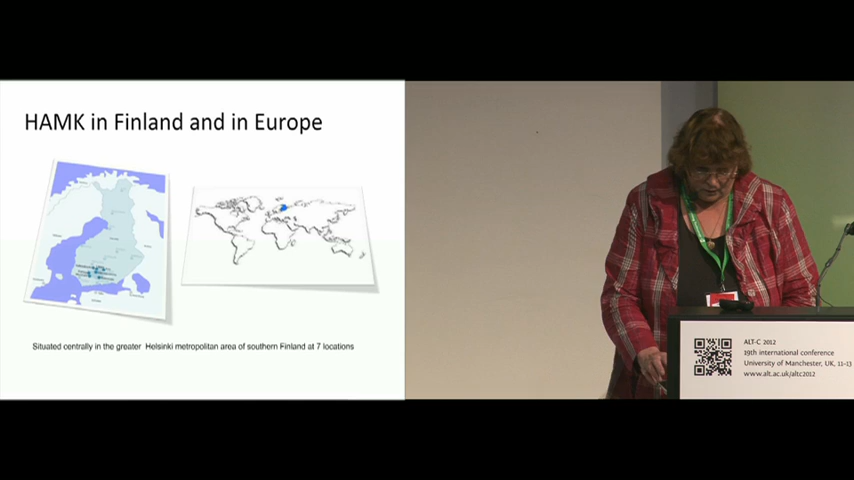 HAMK in Finland and in Europe
Situated centrally in the greater Helsinki metropolitan area of southern Finland at 7 locations
ALT-C 2012
19th international conference
University of Manchester, UK, 11-13
www.alt.ac.uk/altc2012